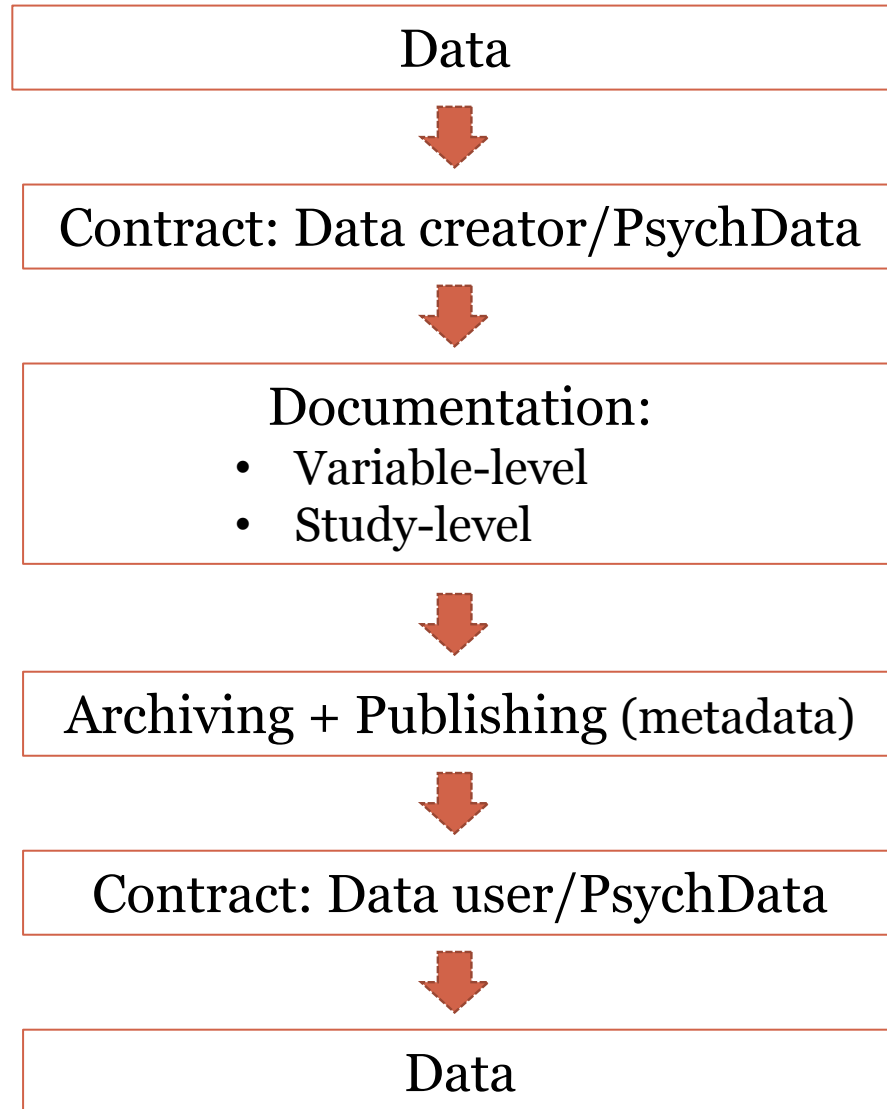 Data
Contract: Data creator/PsychData
Documentation:
• Variable-level
• Study-level
Archiving + Publishing (metadata)
Contract: Data user/PsychData
Data